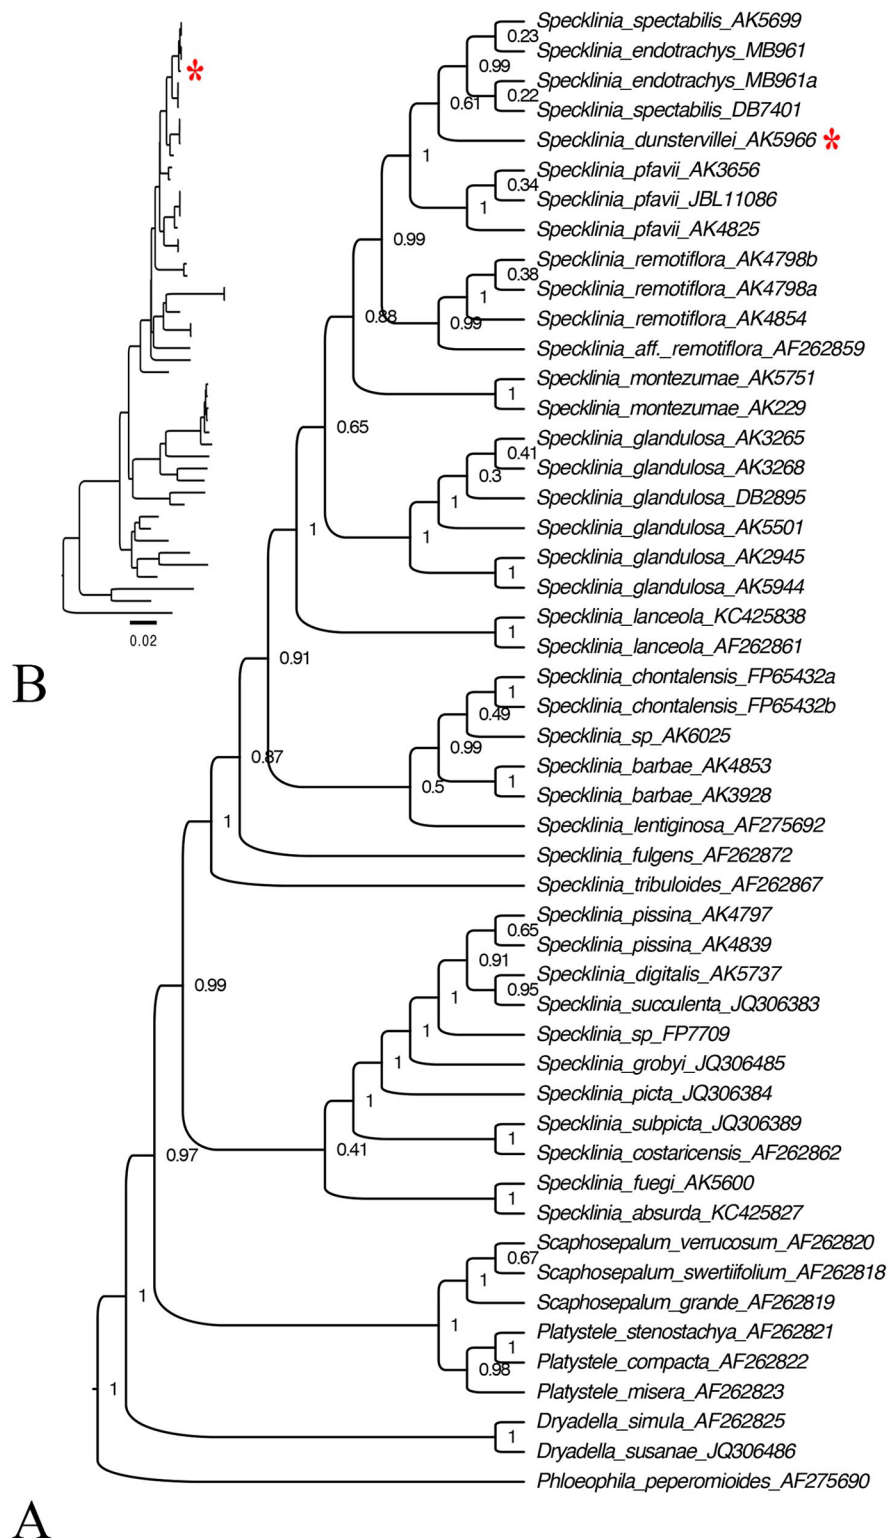 Specklinia_spectabilis_AK5699
0.23
Specklinia_endotrachys_MB961
0.99
Specklinia_endotrachys_MB961a
0.22
0.61
Specklinia_spectabilis_DB7401
Specklinia_dunstervillei_AK5966 *
*
1
Specklinia_pfavii_AK3656
0.34
Specklinia_pfavii_JBL11086
1
Specklinia_pfavii_AK4825
0.99
Specklinia_remotiflora_AK4798b
0.38
Specklinia_remotiflora_AK4798a
1
0.88
Specklinia_remotiflora_AK4854
0.99
Specklinia_aff._remotiflora_AF262859
Specklinia_montezumae_AK5751
1
Specklinia_montezumae_AK229
0.65
Specklinia_glandulosa_AK3265
0.41
Specklinia_glandulosa_AK3268
0.3
Specklinia_glandulosa_DB2895
1
Specklinia_glandulosa_AK5501
1
1
Specklinia_glandulosa_AK2945
1
Specklinia_glandulosa_AK5944
Specklinia_lanceola_KC425838
1
Specklinia_lanceola_AF262861
0.02
0.91
B
Specklinia_chontalensis_FP65432a
1
Specklinia_chontalensis_FP65432b
0.49
Specklinia_sp_AK6025
0.99
0.87
Specklinia_barbae_AK4853
1
0.5
Specklinia_barbae_AK3928
1
Specklinia_lentiginosa_AF275692
Specklinia_fulgens_AF262872
Specklinia_tribuloides_AF262867
Specklinia_pissina_AK4797
0.65
Specklinia_pissina_AK4839
0.91
Specklinia_digitalis_AK5737
0.95
0.99
1
Specklinia_succulenta_JQ306383
1
Specklinia_sp_FP7709
1
Specklinia_grobyi_JQ306485
Specklinia_picta_JQ306384
1
Specklinia_subpicta_JQ306389
1
0.41
0.97
Specklinia_costaricensis_AF262862
Specklinia_fuegi_AK5600
1
Specklinia_absurda_KC425827
Scaphosepalum_verrucosum_AF262820
0.67
Scaphosepalum_swertiifolium_AF262818
1
1
Scaphosepalum_grande_AF262819
1
Platystele_stenostachya_AF262821
1
Platystele_compacta_AF262822
0.98
1
Platystele_misera_AF262823
Dryadella_simula_AF262825
1
Dryadella_susanae_JQ306486
Phloeophila_peperomioides_AF275690
A